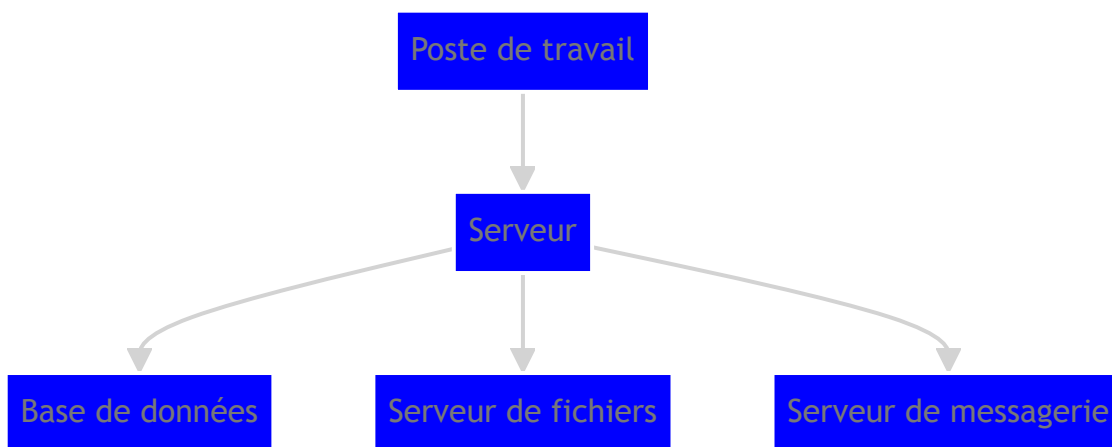 Poste de travail
Serveur
Base de données
Serveur de fichiers
Serveur de messagerie